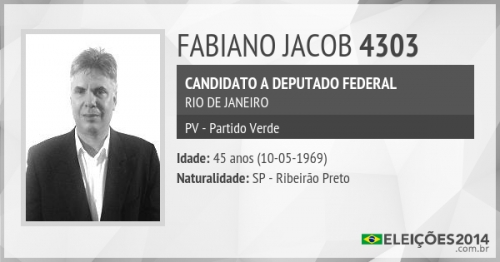 FABIANO JACOB 4303
CANDIDATO A DEPUTADO FEDERAL
RIO DE JANEIRO
PV - Partido Verde
Idade: 45 anos (10-05-1969)
Naturalidade: SP - Ribeirão Preto
ELEIÇÕES2014
.com.br